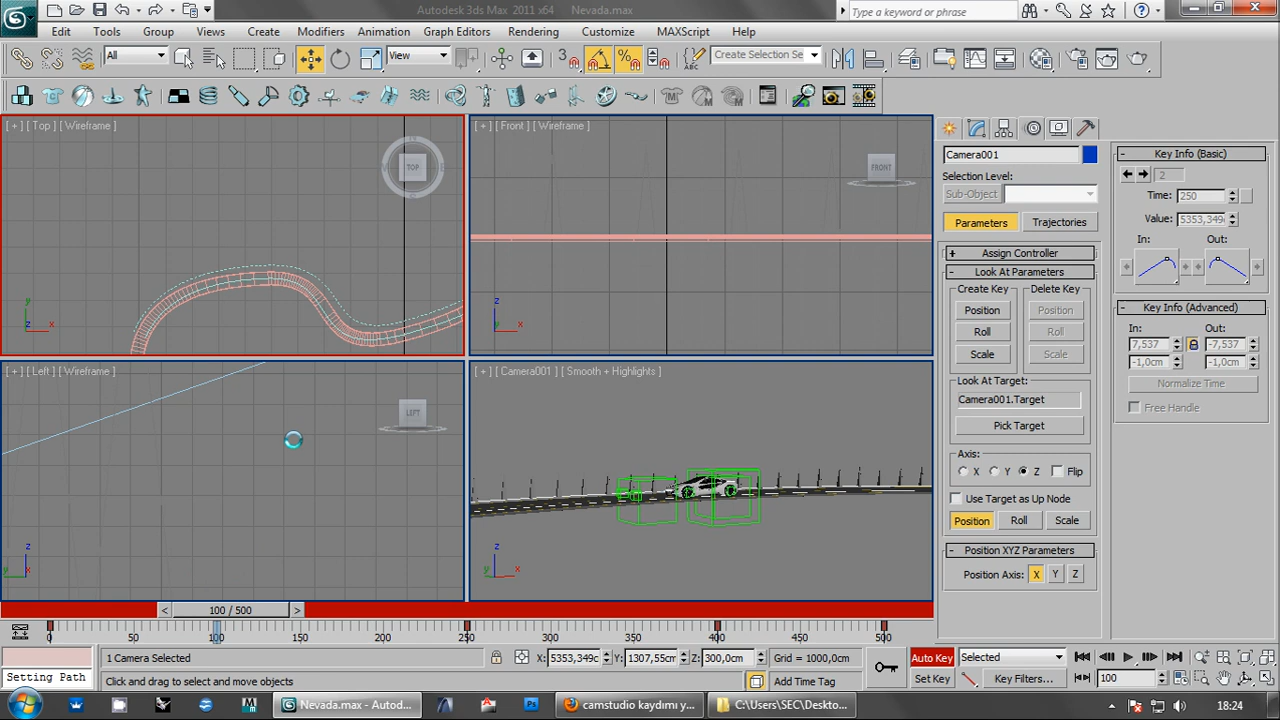 Autodesk 3ds Max 2011 x64 Nevada.max
Type a keyword or phrase
Edit Tools Group Views Create Modifiers Animation Graph Editors Rendering Customize MAXScript Help
All View Create Selection Se
[ + ] [ Top ] [ Wireframe ]
TOP
[ + ] [ Front ] [ Wireframe ]
FRONT
[ + ] [ Left ] [ Wireframe ]
LEFT
[ + ] [ Camera001 ] [ Smooth + Highlights ]
Camera001
Selection Level:
Sub-Object
Parameters Trajectories
+ Assign Controller
- Look At Parameters
Create Key Delete Key
Position Position
Roll Roll
Scale Scale
Look At Target:
Camera001.Target
Pick Target
Axis:
X Y Z Flip
Use Target as Up Node
Position Roll Scale
- Position XYZ Parameters
Position Axis: X Y Z
- Key Info (Basic)
2
Time: 250
Value: 5353,349
In: Out:
- Key Info (Advanced)
In: Out:
7,537 -7,537
-1,0cm -1,0cm
Normalize Time
Free Handle
< 100 / 500 >
0 50 100 150 200 250 300 350 400 450 500
1 Camera Selected X: 5353,349c Y: 1307,55cm Z: 300,0cm Grid = 1000,0cm Auto Key Selected
Setting Path Click and drag to select and move objects Add Time Tag Set Key Key Filters... 100
Nevada.max - Autod... camstudio kaydımı y... C:\Users\SEC\Deskto... 18:24